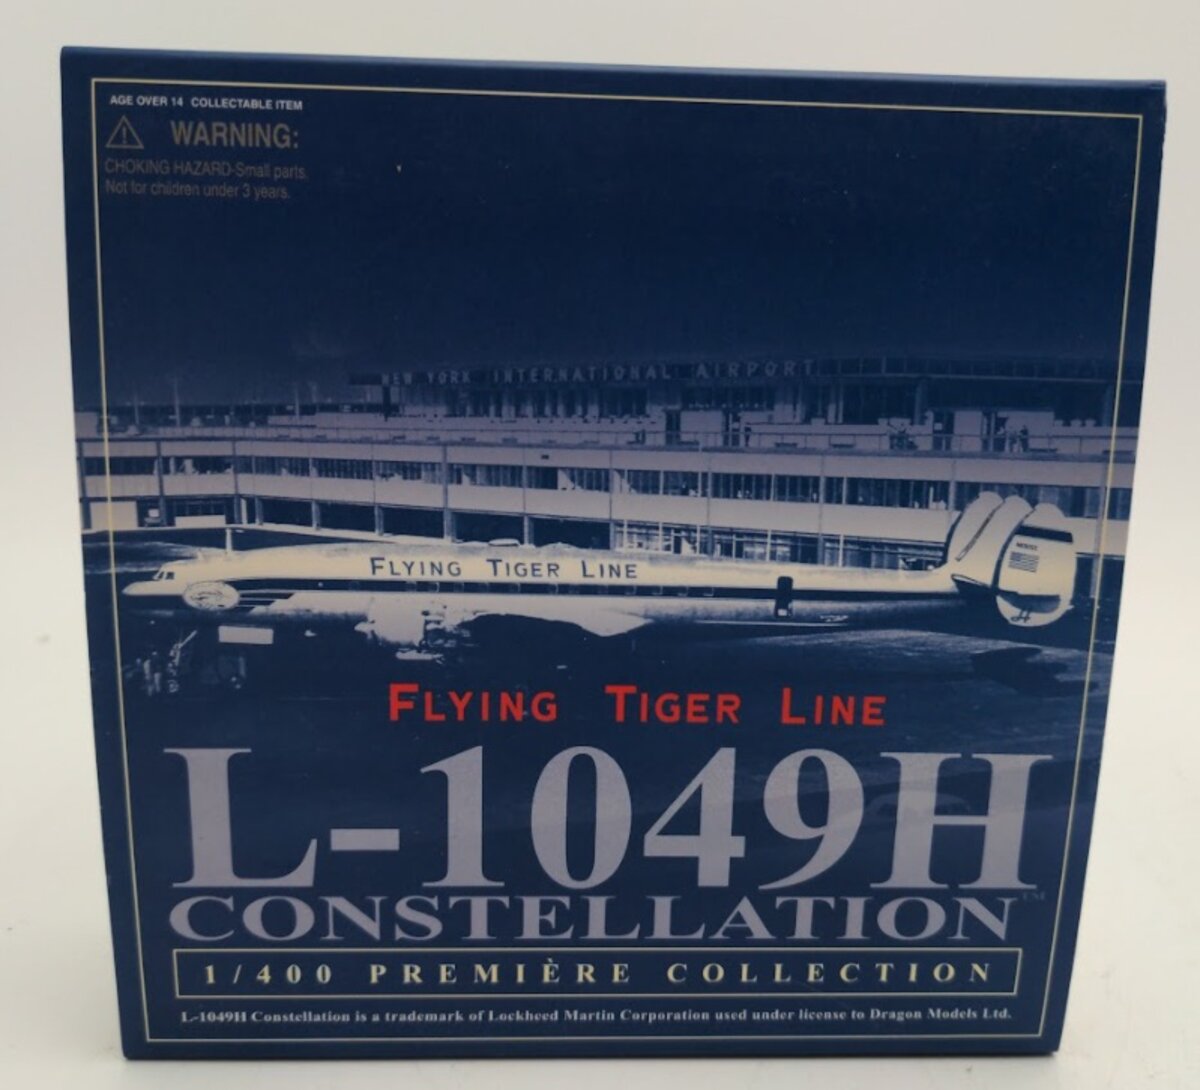 AGE OVER 14 COLLECTABLE ITEM
WARNING:
CHOKING HAZARD-Small parts.
Not for children under 3 years.
NEW YORK INTERNATIONAL AIRPORT
FLYING TIGER LINE
FLYING TIGER LINE
L-1049H
CONSTELLATION™
1/400 PREMIÈRE COLLECTION
L-1049H Constellation is a trademark of Lockheed Martin Corporation used under license to Dragon Models Ltd.